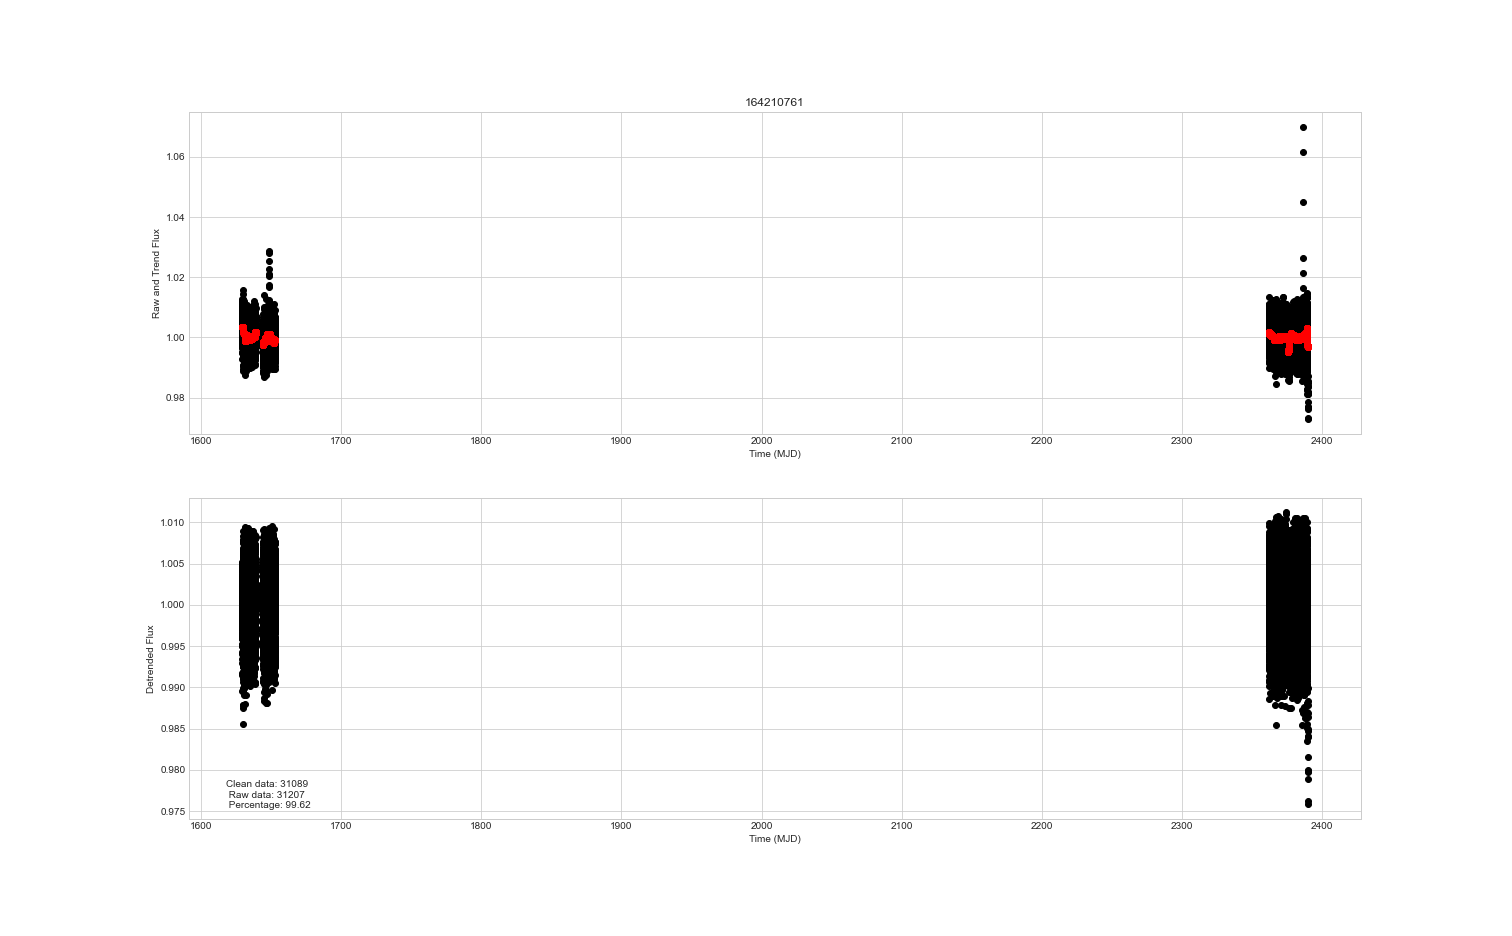 164210761
Raw and Trend Flux
1.06
1.04
1.02
1.00
0.98
1600 1700 1800 1900 2000 2100 2200 2300 2400
Time (MJD)
Detrended Flux
1.010
1.005
1.000
0.995
0.990
0.985
0.980
0.975
Clean data: 31089
Raw data: 31207
Percentage: 99.62
1600 1700 1800 1900 2000 2100 2200 2300 2400
Time (MJD)